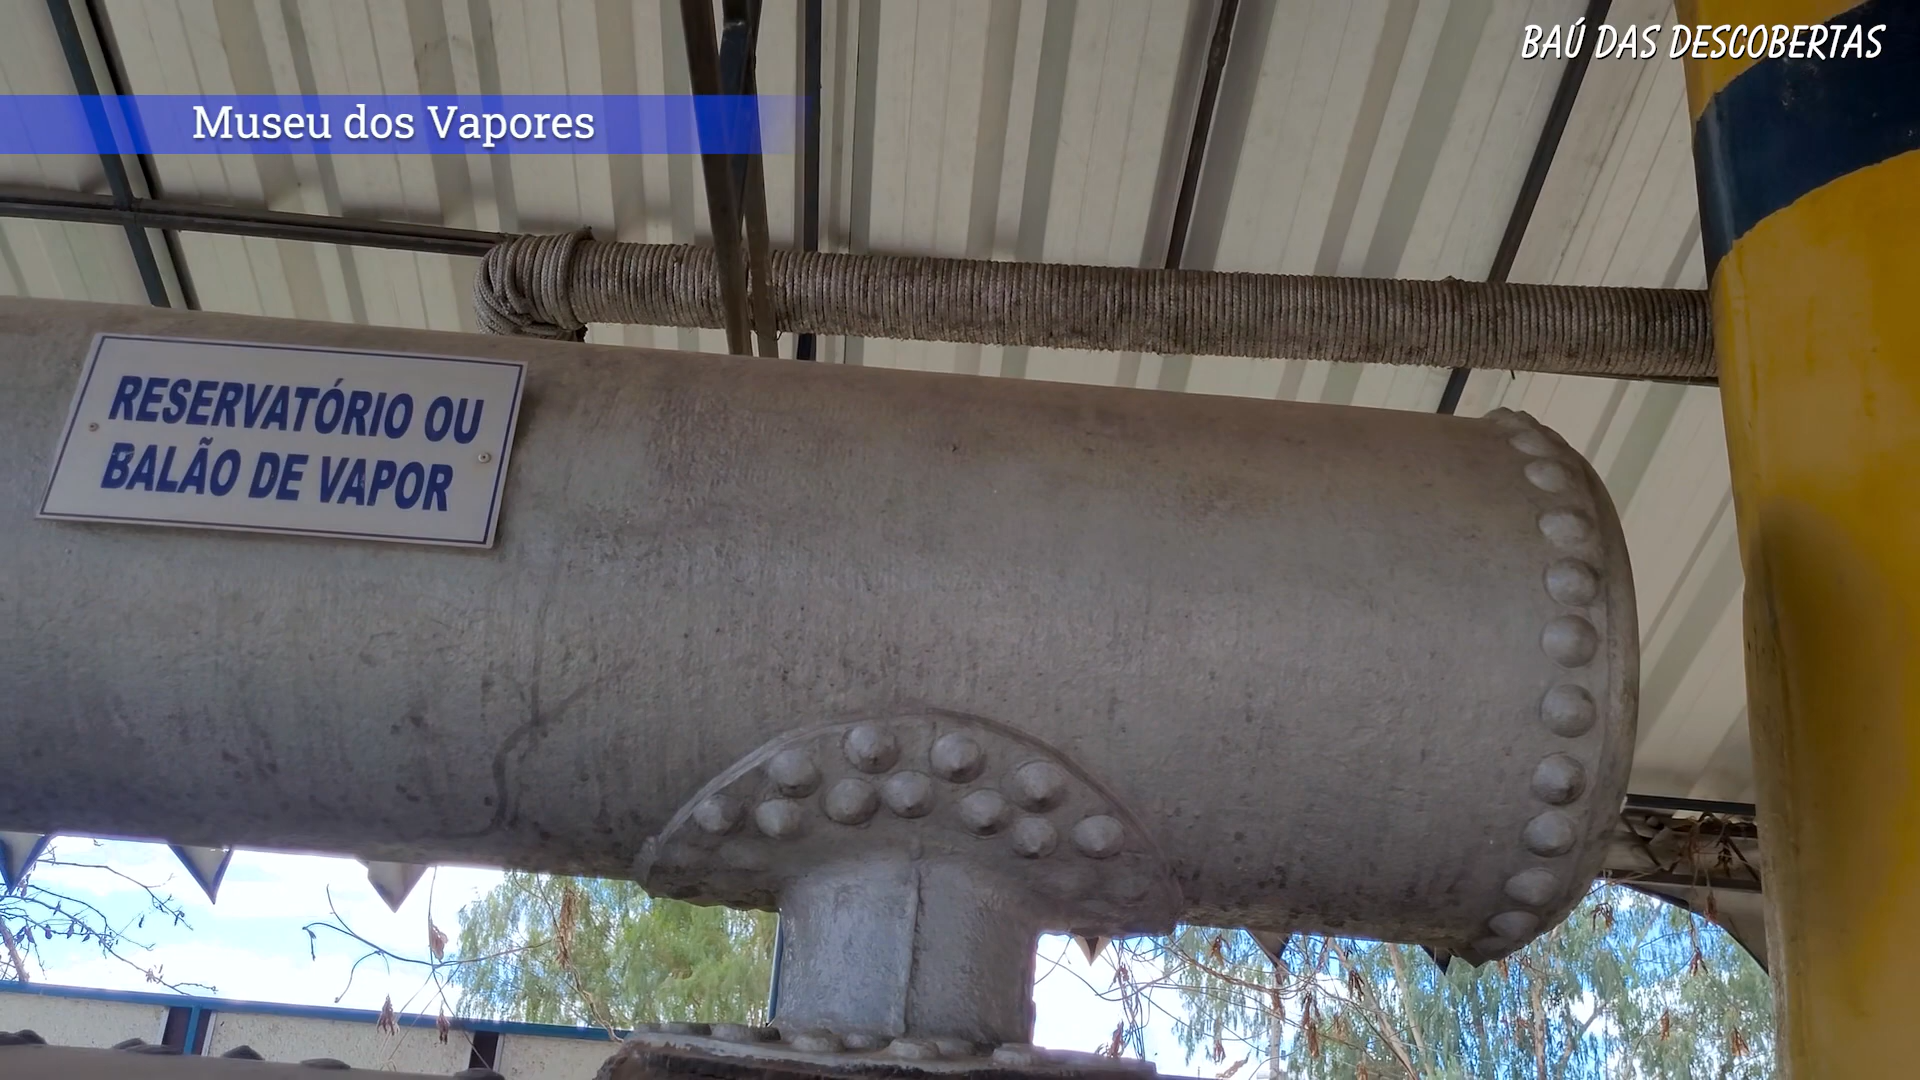 BAÚ DAS DESCOBERTAS
Museu dos Vapores
RESERVATÓRIO OU
BALÃO DE VAPOR